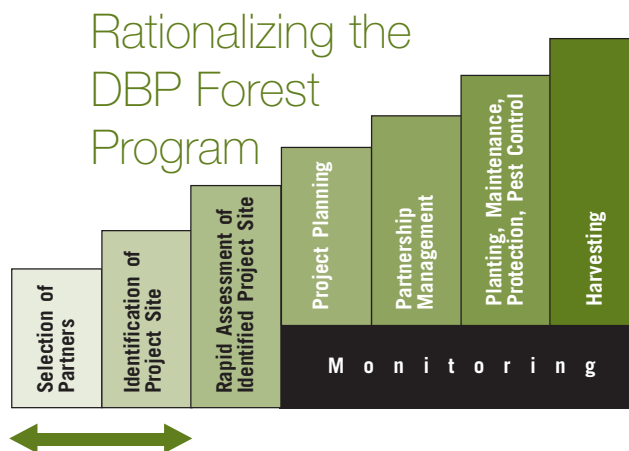 Rationalizing the
DBP Forest
Program
Selection of
Partners
Identification of
Project Site
Rapid Assessment of
Identified Project Site
Project Planning
Partnership
Management
Planting, Maintenance,
Protection, Pest Control
Harvesting
Monitoring